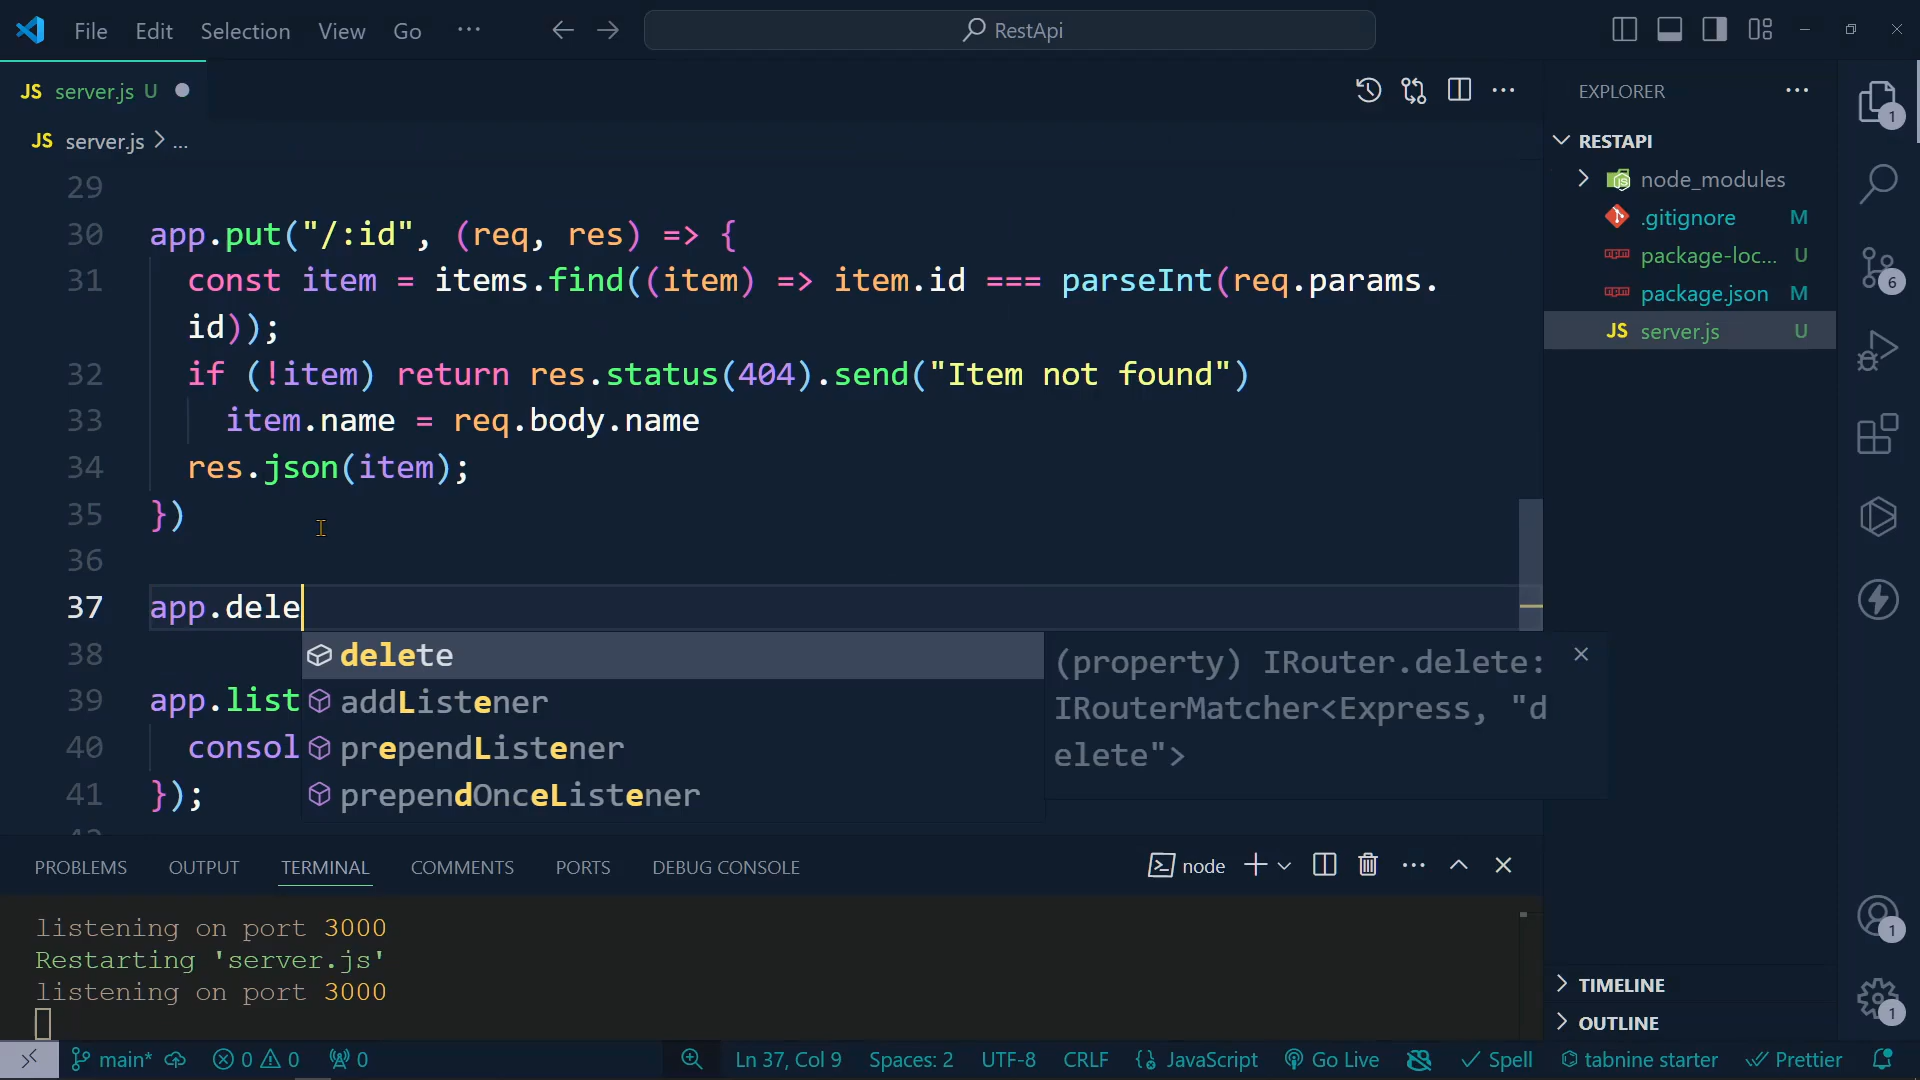 File Edit Selection View Go ··· RestApi
JS server.js U
EXPLORER ···
JS server.js > ...
RESTAPI
29
30 app.put("/:id", (req, res) => {
31 const item = items.find((item) => item.id === parseInt(req.params.
id));
32 if (!item) return res.status(404).send("Item not found")
33 item.name = req.body.name
34 res.json(item);
35 })
36
37 app.dele
38
39 app.list
40 consol
41 });
delete
addListener
prependListener
prependOnceListener
(property) IRouter.delete:
IRouterMatcher<Express, "d
elete">
node_modules
.gitignore M
package-loc... U
package.json M
JS server.js U
1
6
PROBLEMS OUTPUT TERMINAL COMMENTS PORTS DEBUG CONSOLE node
listening on port 3000
Restarting 'server.js'
listening on port 3000
TIMELINE
OUTLINE
1
1
main* 0 0 0 Ln 37, Col 9 Spaces: 2 UTF-8 CRLF {} JavaScript Go Live Spell tabnine starter Prettier